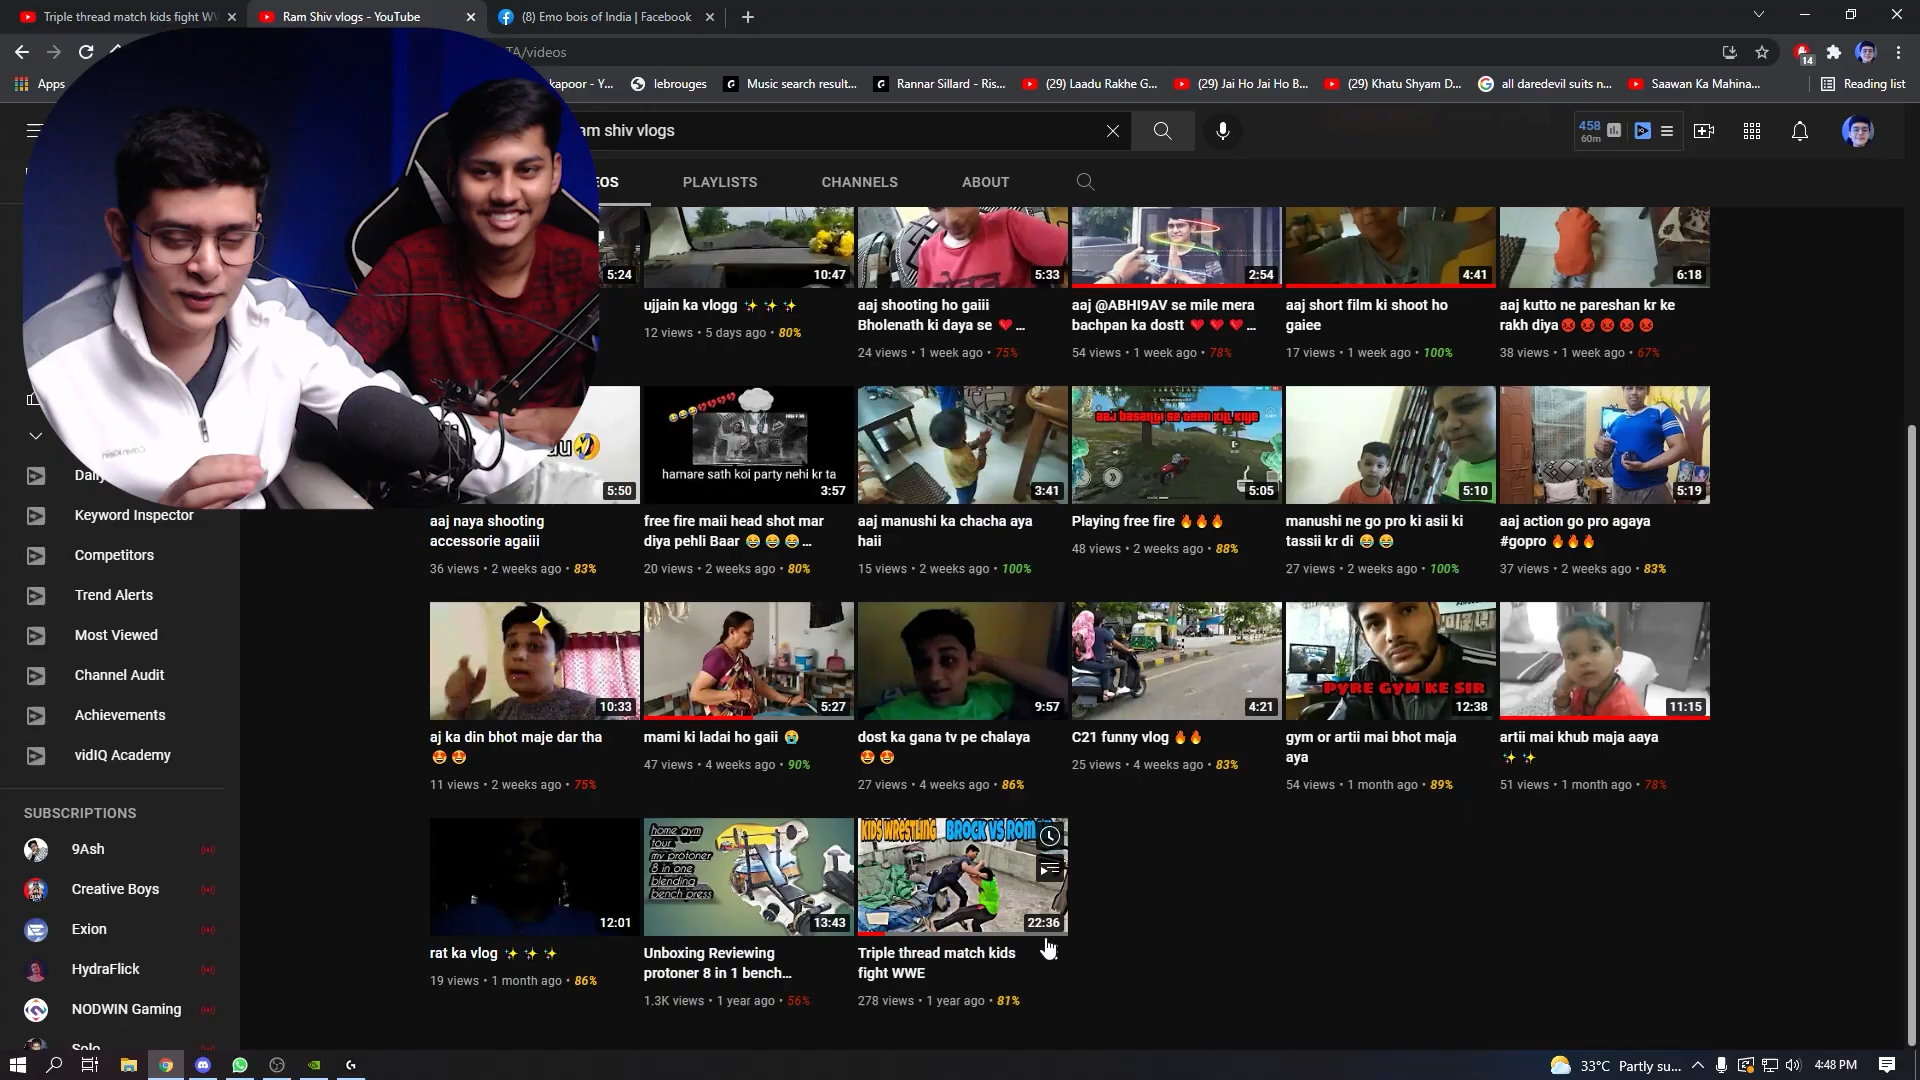 Triple thread match kids fight WW
Ram Shiv vlogs - YouTube
(8) Emo bois of India | Facebook
TA/videos
14
Apps
kapoor - Y...
lebrouges
Music search result...
Rannar Sillard - Ris...
(29) Laadu Rakhe G...
(29) Jai Ho Jai Ho B...
(29) Khatu Shyam D...
all daredevil suits n...
Saawan Ka Mahina...
Reading list
am shiv vlogs
458
60m
EOS
PLAYLISTS
CHANNELS
ABOUT
5:24
10:47
5:33
2:54
4:41
6:18
ujjain ka vlogg ✨ ✨ ✨
12 views • 5 days ago • 80%
aaj shooting ho gaiii
Bholenath ki daya se ❤️...
24 views • 1 week ago • 75%
aaj @ABHI9AV se mile mera
bachpan ka dostt ❤️ ❤️ ❤️...
54 views • 1 week ago • 78%
aaj short film ki shoot ho
gaiee
17 views • 1 week ago • 100%
aaj kutto ne pareshan kr ke
rakh diya😡 😡 😡 😡 😡
38 views • 1 week ago • 67%
5:50
hamare sath koi party nehi kr ta
3:57
3:41
aaj basanti se teen kill kiye
5:05
5:10
5:19
aaj naya shooting
accessorie agaiii
36 views • 2 weeks ago • 83%
free fire maii head shot mar
diya pehli Baar 😂 😂 😂...
20 views • 2 weeks ago • 80%
aaj manushi ka chacha aya
haii
15 views • 2 weeks ago • 100%
Playing free fire 🔥🔥🔥
48 views • 2 weeks ago • 88%
manushi ne go pro ki asii ki
tassii kr di 😂 😂
27 views • 2 weeks ago • 100%
aaj action go pro agaya
#gopro 🔥🔥🔥
37 views • 2 weeks ago • 83%
10:33
5:27
9:57
4:21
PYRE GYM KE SIR
12:38
11:15
aj ka din bhot maje dar tha
🤩 🤩
11 views • 2 weeks ago • 75%
mami ki ladai ho gaii 😭
47 views • 4 weeks ago • 90%
dost ka gana tv pe chalaya
🤩 🤩
27 views • 4 weeks ago • 86%
C21 funny vlog 🔥🔥
25 views • 4 weeks ago • 83%
gym or artii mai bhot maja
aya
54 views • 1 month ago • 89%
artii mai khub maja aaya
✨ ✨
51 views • 1 month ago • 78%
12:01
home gym
tour
my protoner
8 in one
blending
bench press
13:43
KIDS WRESTLING BROCK VS ROM
22:36
rat ka vlog ✨ ✨ ✨
19 views • 1 month ago • 86%
Unboxing Reviewing
protoner 8 in 1 bench...
1.3K views • 1 year ago • 56%
Triple thread match kids
fight WWE
278 views • 1 year ago • 81%
Daily
Keyword Inspector
Competitors
Trend Alerts
Most Viewed
Channel Audit
Achievements
vidIQ Academy
SUBSCRIPTIONS
9Ash
Creative Boys
Exion
HydraFlick
NODWIN Gaming
Solo
33°C Partly su...
4:48 PM